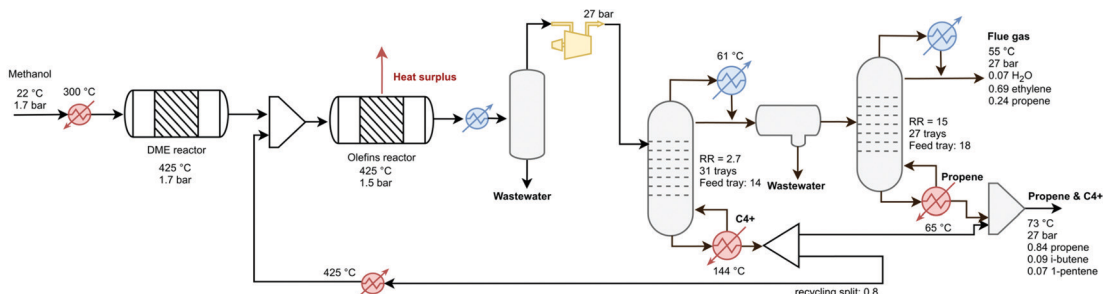 Methanol
22 °C
1.7 bar
300 °C
DME reactor
425 °C
1.7 bar
Heat surplus
Olefins reactor
425 °C
1.5 bar
Wastewater
27 bar
61 °C
RR = 2.7
31 trays
Feed tray: 14
Wastewater
C4+
144 °C
425 °C
recycling split: 0.8
RR = 15
27 trays
Feed tray: 18
Propene
65 °C
Flue gas
55 °C
27 bar
0.07 H₂O
0.69 ethylene
0.24 propene
Propene & C4+
73 °C
27 bar
0.84 propene
0.09 i-butene
0.07 1-pentene